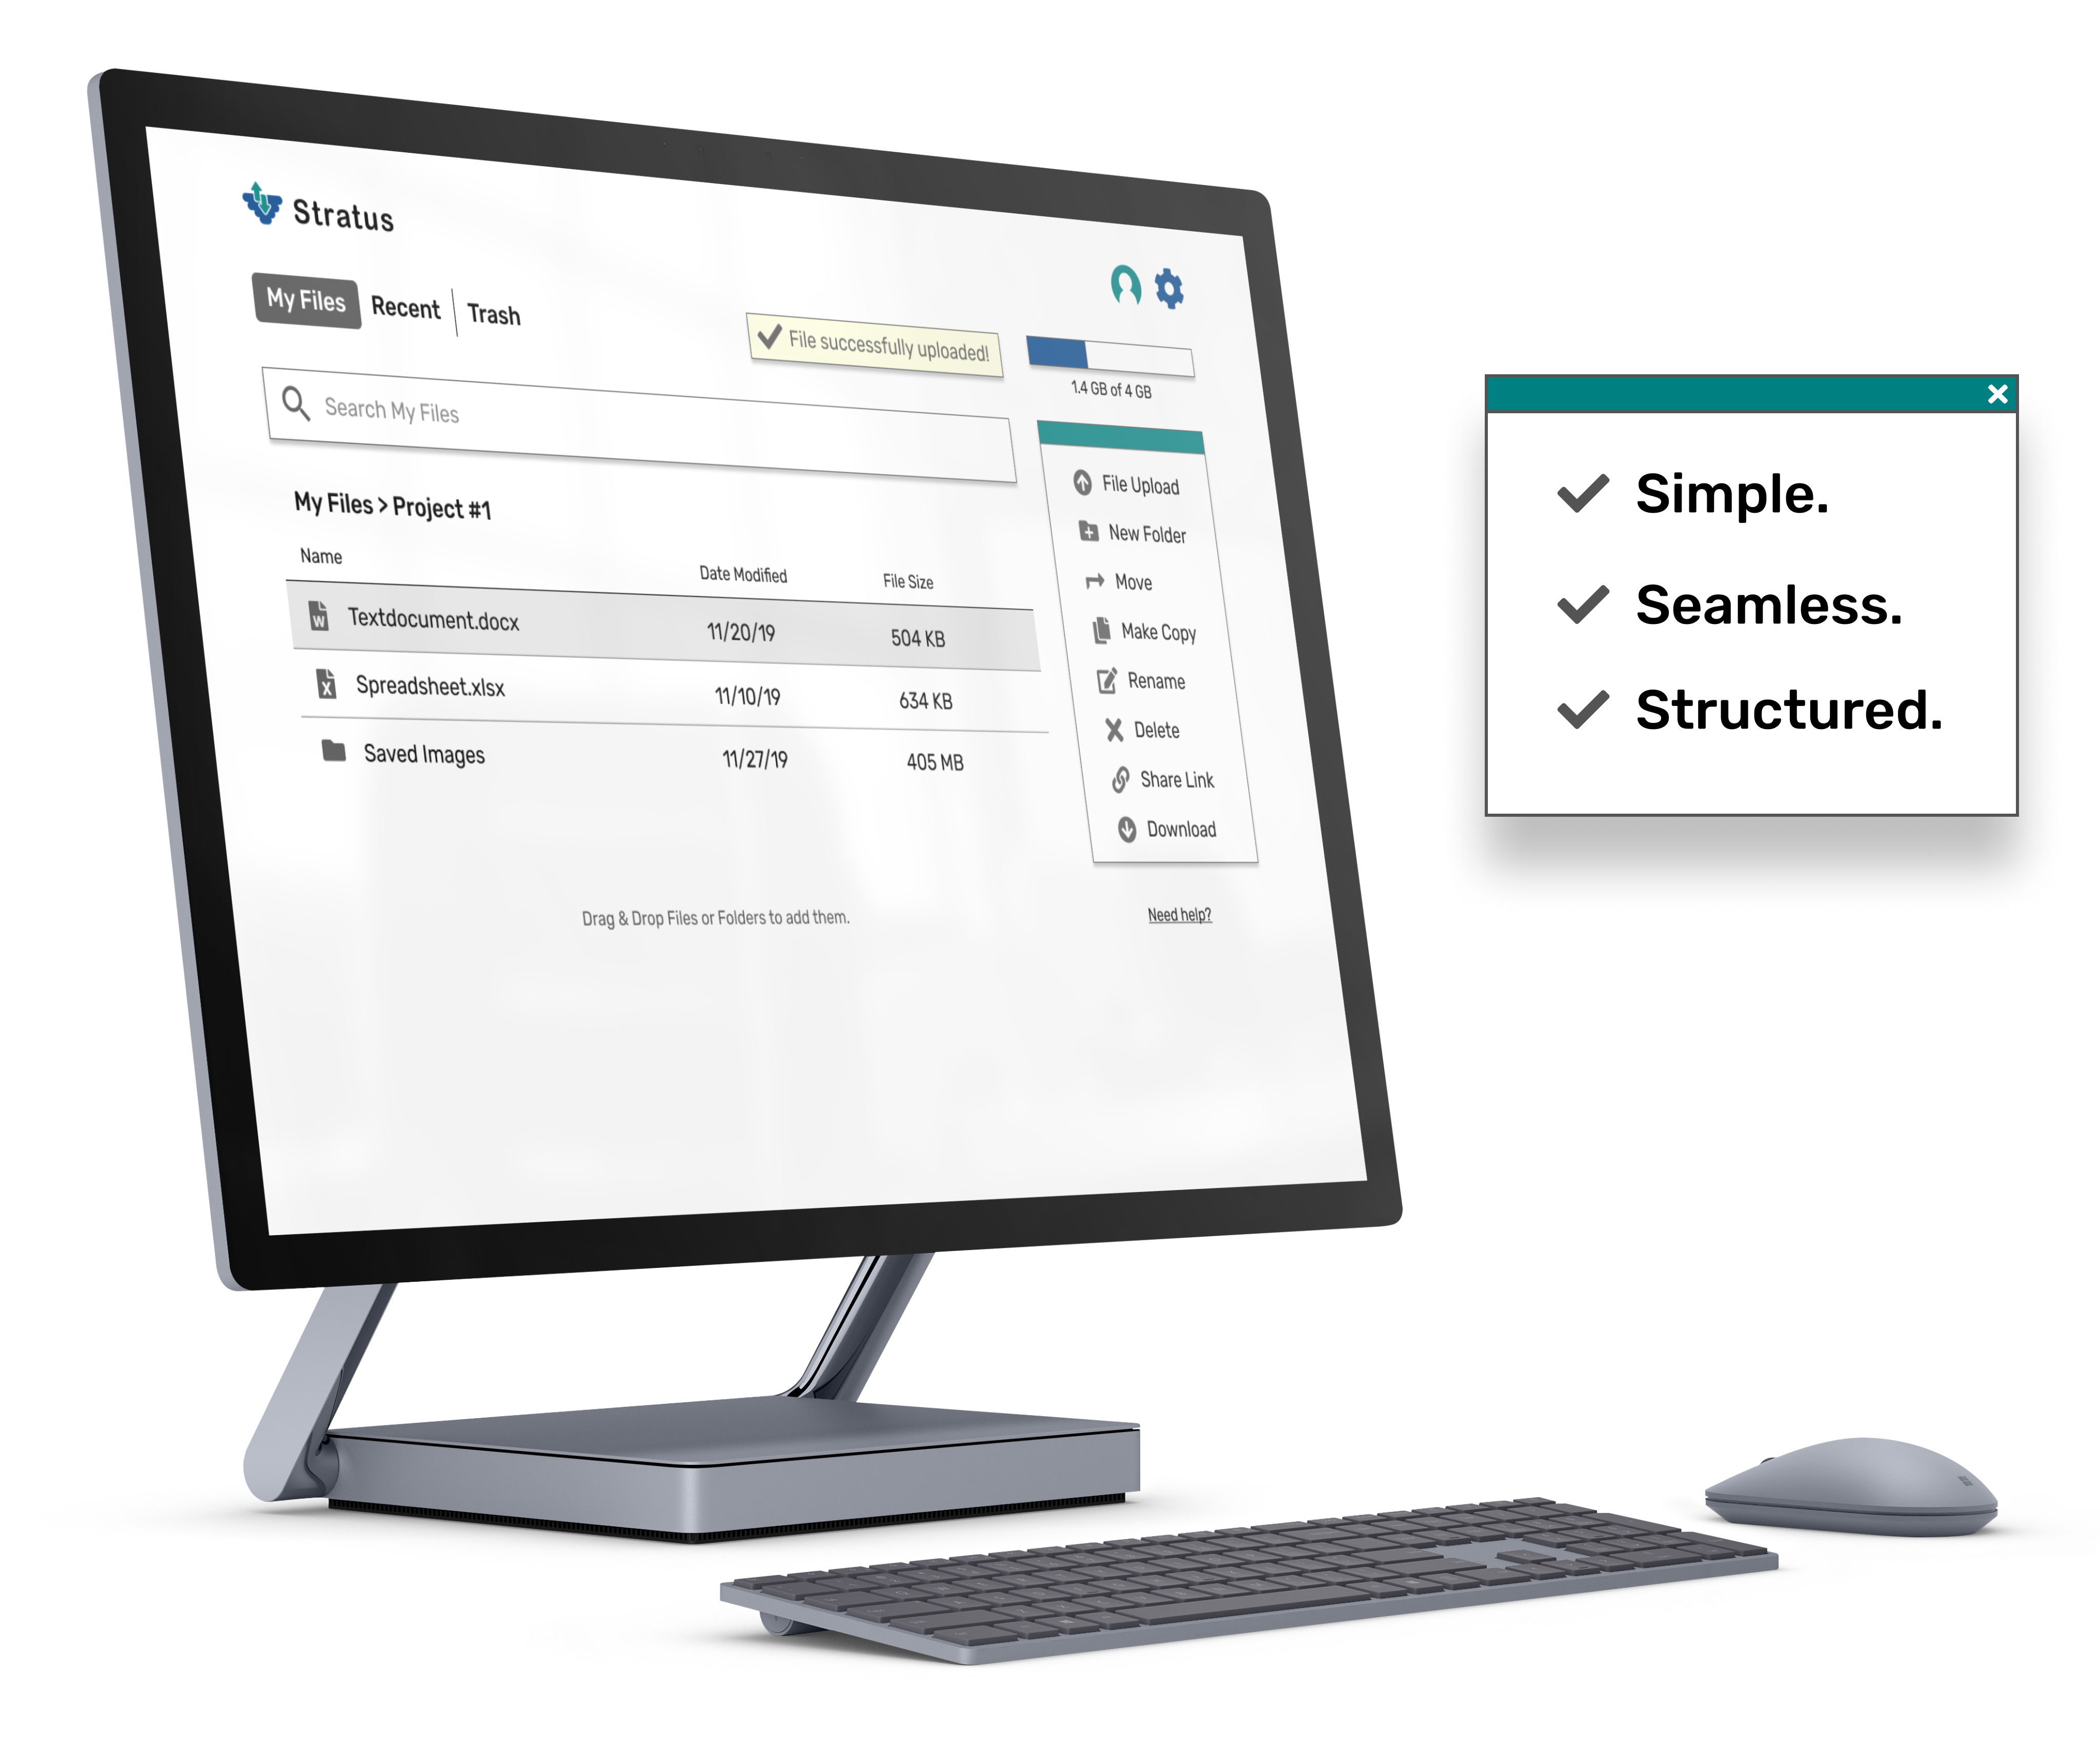 Stratus
My Files Recent Trash
File successfully uploaded!
1.4 GB of 4 GB
Search My Files
My Files > Project #1
Name Date Modified File Size
Textdocument.docx 11/20/19 504 KB
Spreadsheet.xlsx 11/10/19 634 KB
Saved Images 11/27/19 405 MB
Drag & Drop Files or Folders to add them.
File Upload
New Folder
Move
Make Copy
Rename
Delete
Share Link
Download
Need help?
Simple.
Seamless.
Structured.